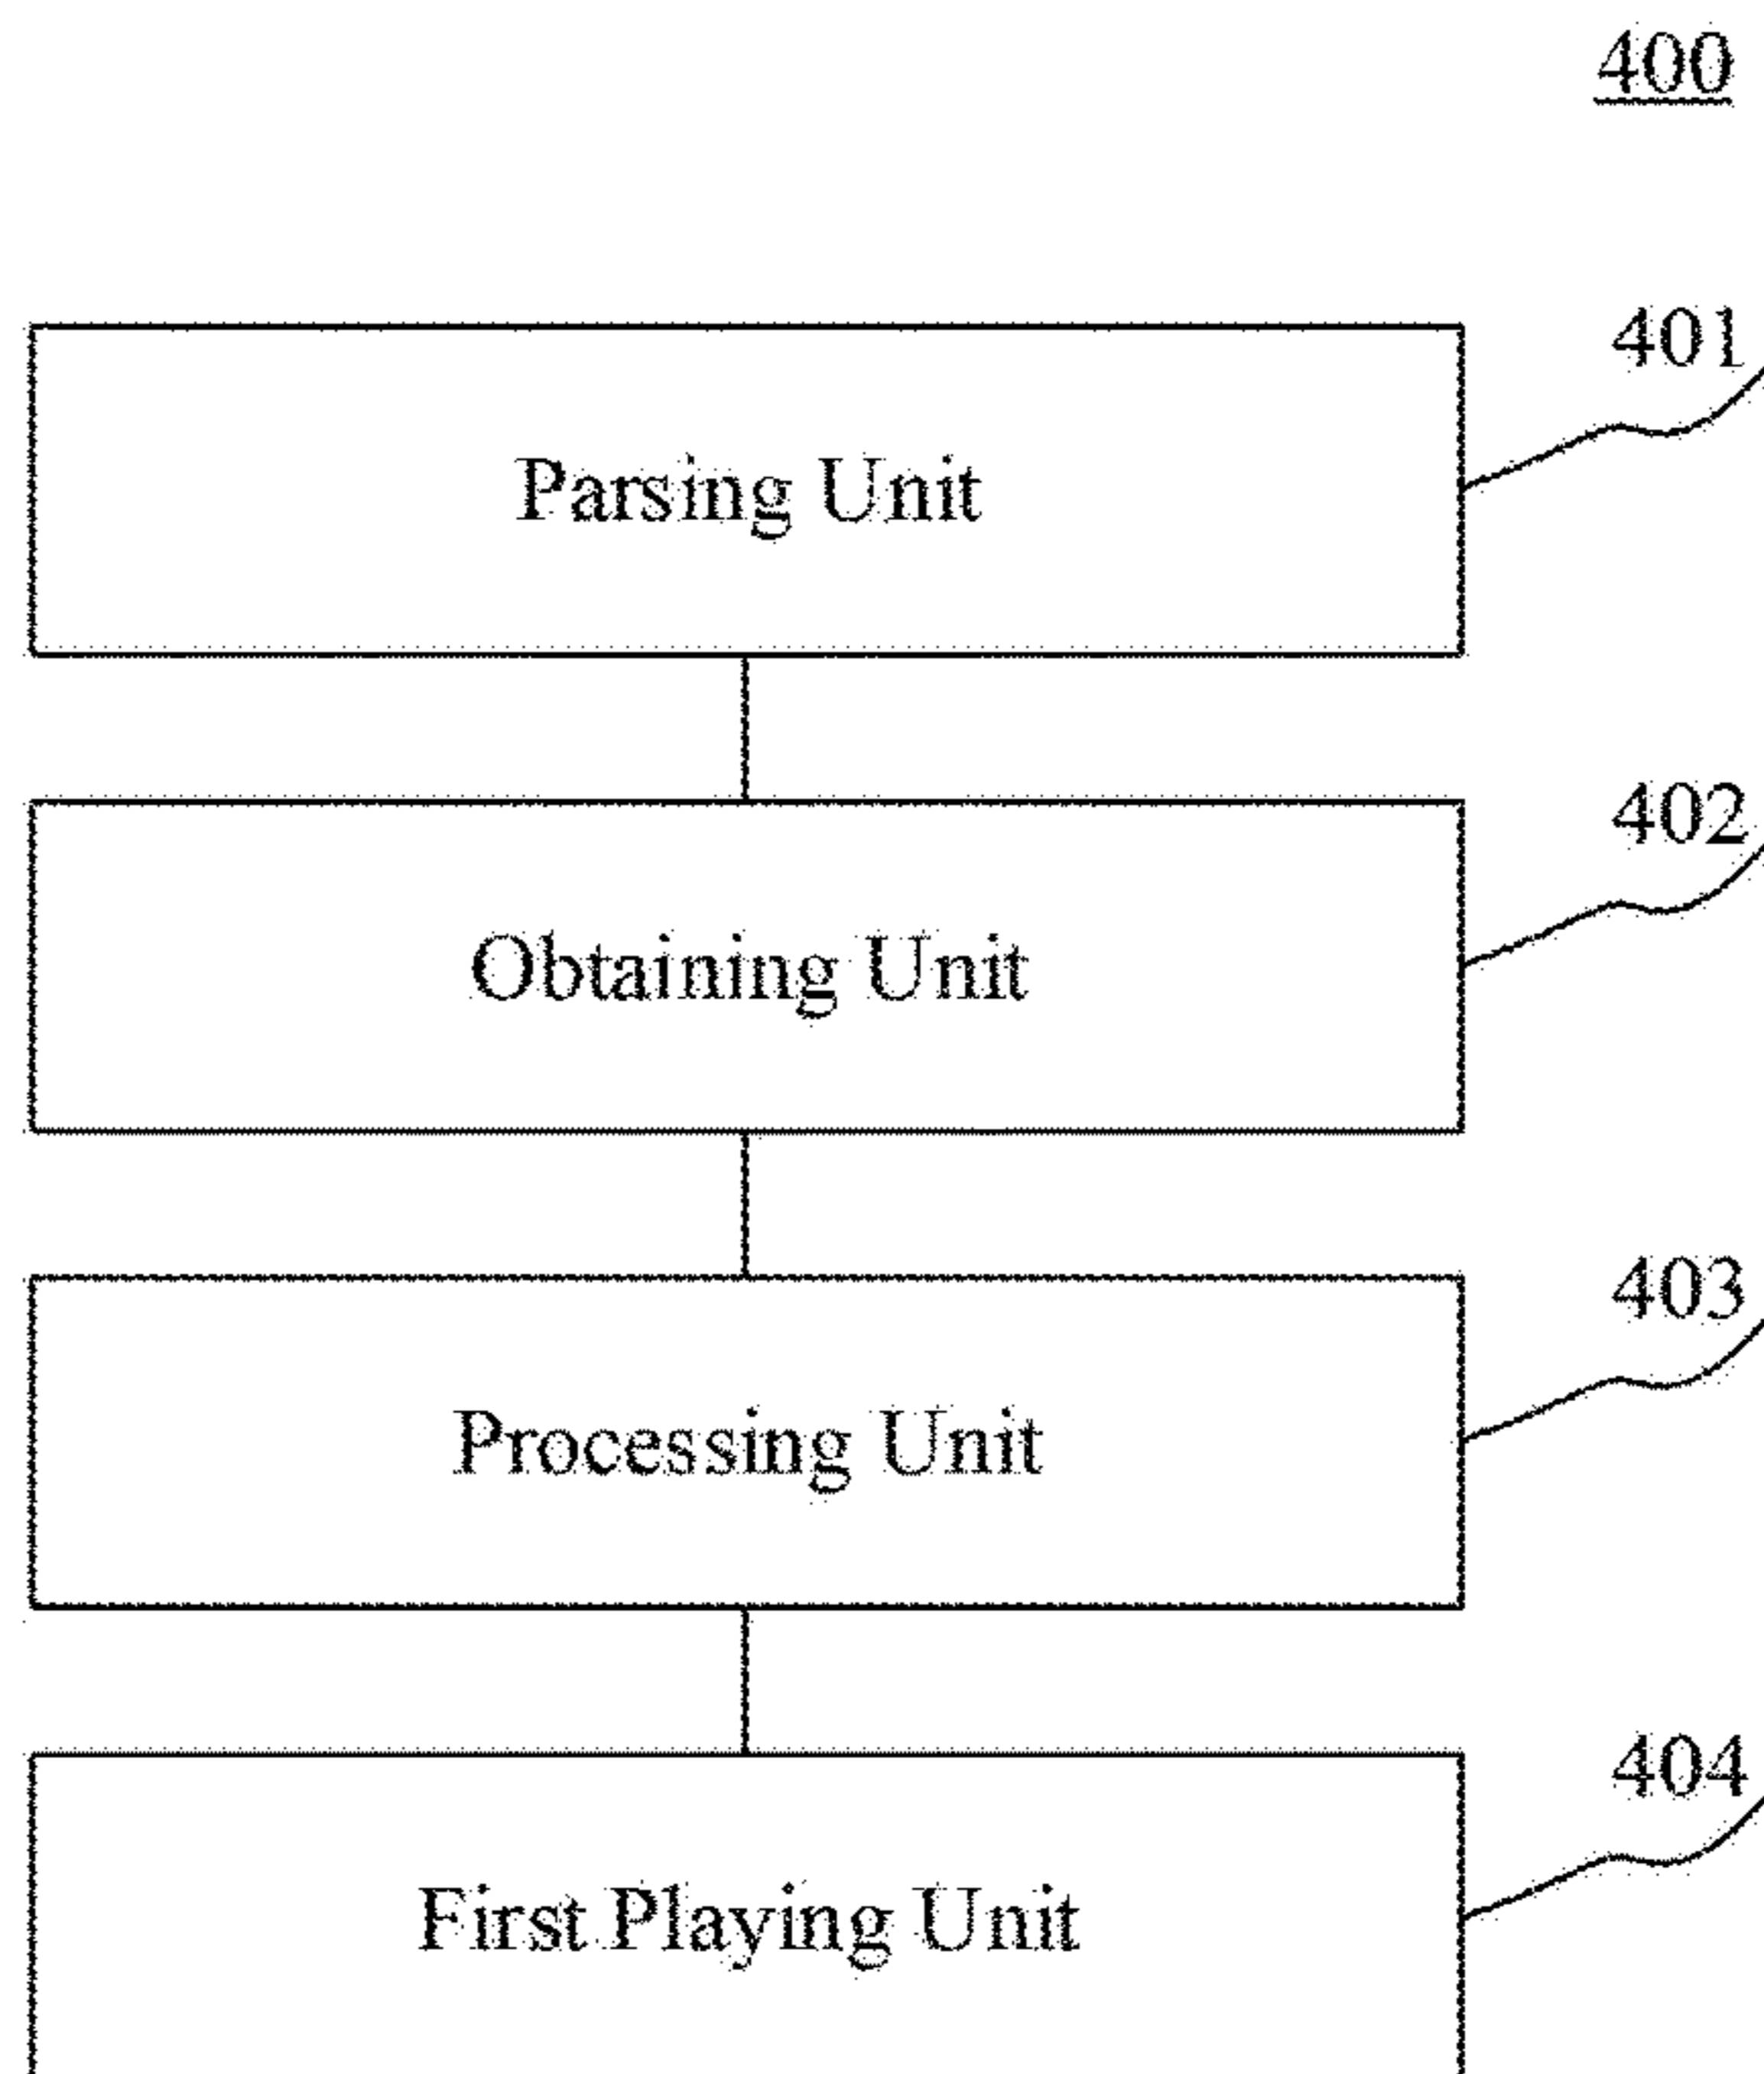 400
401
Parsing Unit
402
Obtaining Unit
403
Processing Unit
404
First Playing Unit